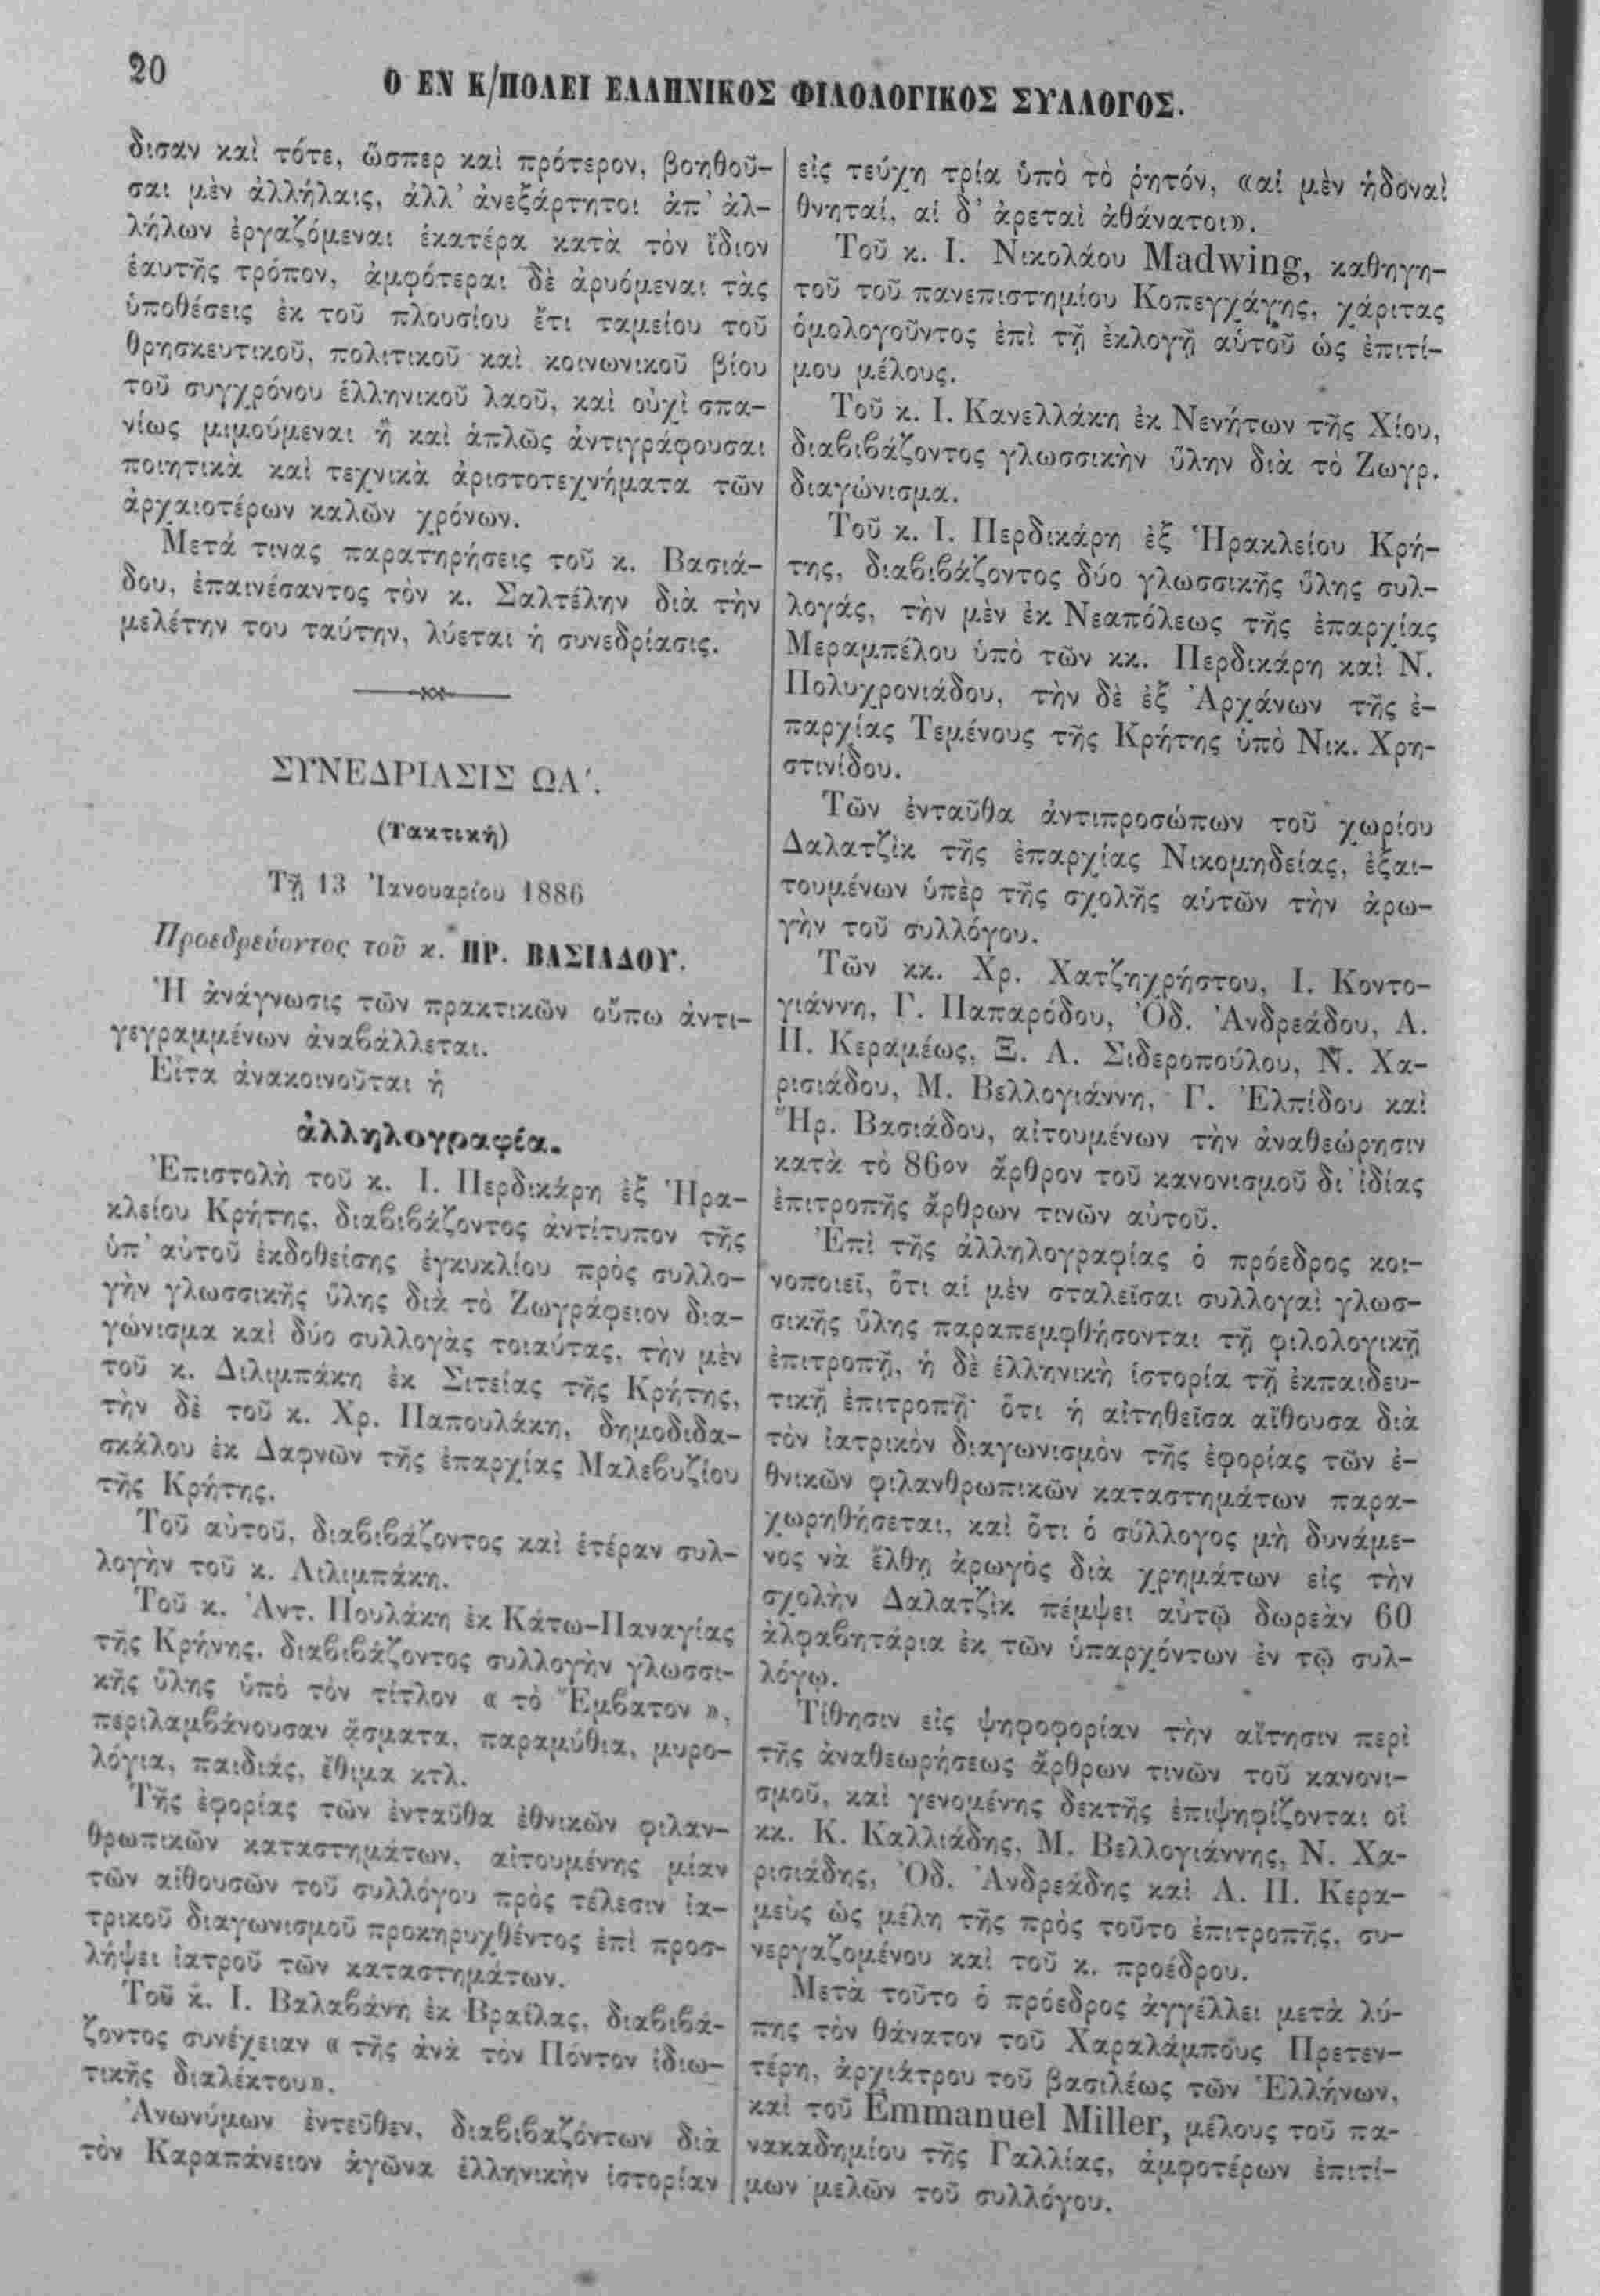 20
Ο ΕΝ Κ/ΠΟΛΕΙ ΕΛΛΗΝΙΚΟΣ ΦΙΛΟΛΟΓΙΚΟΣ ΣΥΛΛΟΓΟΣ.
δισαν καὶ τότε, ὥσπερ καὶ πρότερον, βοηθοῦ-
σαι μὲν ἀλλήλαις, ἀλλ' ἀνεξάρτητοι ἀπ' ἀλ-
λήλων ἐργαζόμεναι ἑκατέρα κατὰ τὸν ἴδιον
ἑαυτῆς τρόπον, ἀμφότεραι δὲ ἀρυόμεναι τὰς
ὑποθέσεις ἐκ τοῦ πλουσίου ἔτι ταμείου τοῦ
θρησκευτικοῦ, πολιτικοῦ καὶ κοινωνικοῦ βίου
τοῦ συγχρόνου ἑλληνικοῦ λαοῦ, καὶ οὐχὶ σπα-
νίως μιμούμεναι ἢ καὶ ἁπλῶς ἀντιγράφουσαι
ποιητικὰ καὶ τεχνικὰ ἀριστοτεχνήματα τῶν
ἀρχαιοτέρων καλῶν χρόνων.
Μετά τινας παρατηρήσεις τοῦ κ. Βασιά-
δου, ἐπαινέσαντος τὸν κ. Σαλτέλην διὰ τὴν
μελέτην του ταύτην, λύεται ἡ συνεδρίασις.
ΣΥΝΕΔΡΙΑΣΙΣ ΩΛ'.
(Τακτικὴ)
Τῇ 13 Ἰανουαρίου 1886
Προεδρεύοντος τοῦ κ. ΗΡ. ΒΑΣΙΑΔΟΥ.
Ἡ ἀνάγνωσις τῶν πρακτικῶν οὔπω ἀντι-
γεγραμμένων ἀναβάλλεται.
Εἶτα ἀνακοινοῦται ἡ
ἀλληλογραφία.
Ἐπιστολὴ τοῦ κ. Ι. Περδικάρη ἐξ Ἡρα-
κλείου Κρήτης, διαβιβάζοντος ἀντίτυπον τῆς
ὑπ' αὐτοῦ ἐκδοθείσης ἐγκυκλίου πρὸς συλλο-
γὴν γλωσσικῆς ὕλης διὰ τὸ Ζωγράφειον δια-
γώνισμα καὶ δύο συλλογὰς τοιαύτας, τὴν μὲν
τοῦ κ. Διλιμπάκη ἐκ Σιτείας τῆς Κρήτης,
τὴν δὲ τοῦ κ. Χρ. Παπουλάκη, δημοδιδα-
σκάλου ἐκ Δαφνῶν τῆς ἐπαρχίας Μαλεβυζίου
τῆς Κρήτης.
Τοῦ αὐτοῦ, διαβιβάζοντος καὶ ἑτέραν συλ-
λογὴν τοῦ κ. Λιλιμπάκη.
Τοῦ κ. Ἀντ. Πουλάκη ἐκ Κάτω-Παναγίας
τῆς Κρήνης, διαβιβάζοντος συλλογὴν γλωσσι-
κῆς ὕλης ὑπὸ τὸν τίτλον « τὸ Ἔμβατον »,
περιλαμβάνουσαν ᾄσματα, παραμύθια, μυρο-
λόγια, παιδιάς, ἔθιμα κτλ.
Τῆς ἐφορίας τῶν ἐνταῦθα ἐθνικῶν φιλαν-
θρωπικῶν καταστημάτων, αἰτουμένης μίαν
τῶν αἰθουσῶν τοῦ συλλόγου πρὸς τέλεσιν ἰα-
τρικοῦ διαγωνισμοῦ προκηρυχθέντος ἐπὶ προσ-
λήψει ἰατροῦ τῶν καταστημάτων.
Τοῦ κ. Ι. Βαλαβάνη ἐκ Βραΐλας, διαβιβά-
ζοντος συνέχειαν « τῆς ἀνὰ τὸν Πόντον ἰδιω-
τικῆς διαλέκτου».
Ἀνωνύμων ἐντεῦθεν, διαβιβαζόντων διὰ
τὸν Καραπάνειον ἀγῶνα ἑλληνικὴν ἱστορίαν
εἰς τεύχη τρία ὑπὸ τὸ ῥητόν, «αἱ μὲν ἡδοναὶ
θνηταί, αἱ δ' ἀρεταὶ ἀθάνατοι».
Τοῦ κ. Ι. Νικολάου Madwing, καθηγη-
τοῦ τοῦ πανεπιστημίου Κοπεγχάγης, χάριτας
ὁμολογοῦντος ἐπὶ τῇ ἐκλογῇ αὐτοῦ ὡς ἐπιτί-
μου μέλους.
Τοῦ κ. Ι. Κανελλάκη ἐκ Νενήτων τῆς Χίου,
διαβιβάζοντος γλωσσικὴν ὕλην διὰ τὸ Ζωγρ.
διαγώνισμα.
Τοῦ κ. Ι. Περδικάρη ἐξ Ἡρακλείου Κρή-
της, διαβιβάζοντος δύο γλωσσικῆς ὕλης συλ-
λογάς, τὴν μὲν ἐκ Νεαπόλεως τῆς ἐπαρχίας
Μεραμπέλου ὑπὸ τῶν κκ. Περδικάρη καὶ Ν.
Πολυχρονιάδου, τὴν δὲ ἐξ Ἀρχάνων τῆς ἐ-
παρχίας Τεμένους τῆς Κρήτης ὑπὸ Νικ. Χρη-
στινίδου.
Τῶν ἐνταῦθα ἀντιπροσώπων τοῦ χωρίου
Δαλατζὶκ τῆς ἐπαρχίας Νικομηδείας, ἐξαι-
τουμένων ὑπὲρ τῆς σχολῆς αὐτῶν τὴν ἀρω-
γὴν τοῦ συλλόγου.
Τῶν κκ. Χρ. Χατζηχρήστου, Ι. Κοντο-
γιάννη, Γ. Παπαρόδου, Ὀδ. Ἀνδρεάδου, Α.
Π. Κεραμέως, Ξ. Α. Σιδεροπούλου, Ν. Χα-
ρισιάδου, Μ. Βελλογιάννη, Γ. Ἐλπίδου καὶ
Ἡρ. Βασιάδου, αἰτουμένων τὴν ἀναθεώρησιν
κατὰ τὸ 86ον ἄρθρον τοῦ κανονισμοῦ δι' ἰδίας
ἐπιτροπῆς ἄρθρων τινῶν αὐτοῦ.
Ἐπὶ τῆς ἀλληλογραφίας ὁ πρόεδρος κοι-
νοποιεῖ, ὅτι αἱ μὲν σταλεῖσαι συλλογαὶ γλωσ-
σικῆς ὕλης παραπεμφθήσονται τῇ φιλολογικῇ
ἐπιτροπῇ, ἡ δὲ ἑλληνικὴ ἱστορία τῇ ἐκπαιδευ-
τικῇ ἐπιτροπῇ· ὅτι ἡ αἰτηθεῖσα αἴθουσα διὰ
τὸν ἰατρικὸν διαγωνισμὸν τῆς ἐφορίας τῶν ἐ-
θνικῶν φιλανθρωπικῶν καταστημάτων παρα-
χωρηθήσεται, καὶ ὅτι ὁ σύλλογος μὴ δυνάμε-
νος νὰ ἔλθῃ ἀρωγὸς διὰ χρημάτων εἰς τὴν
σχολὴν Δαλατζὶκ πέμψει αὐτῷ δωρεὰν 60
ἀλφαβητάρια ἐκ τῶν ὑπαρχόντων ἐν τῷ συλ-
λόγῳ.
Τίθησιν εἰς ψηφοφορίαν τὴν αἴτησιν περὶ
τῆς ἀναθεωρήσεως ἄρθρων τινῶν τοῦ κανονι-
σμοῦ, καὶ γενομένης δεκτῆς ἐπιψηφίζονται οἱ
κκ. Κ. Καλλιάδης, Μ. Βελλογιάννης, Ν. Χα-
ρισιάδης, Ὀδ. Ἀνδρεάδης καὶ Α. Π. Κερα-
μεὺς ὡς μέλη τῆς πρὸς τοῦτο ἐπιτροπῆς, συ-
νεργαζομένου καὶ τοῦ κ. προέδρου.
Μετὰ τοῦτο ὁ πρόεδρος ἀγγέλλει μετὰ λύ-
πης τὸν θάνατον τοῦ Χαραλάμπους Πρετεν-
τέρη, ἀρχιάτρου τοῦ βασιλέως τῶν Ἑλλήνων,
καὶ τοῦ Emmanuel Miller, μέλους τοῦ πα-
νακαδημίου τῆς Γαλλίας, ἀμφοτέρων ἐπιτί-
μων μελῶν τοῦ συλλόγου.